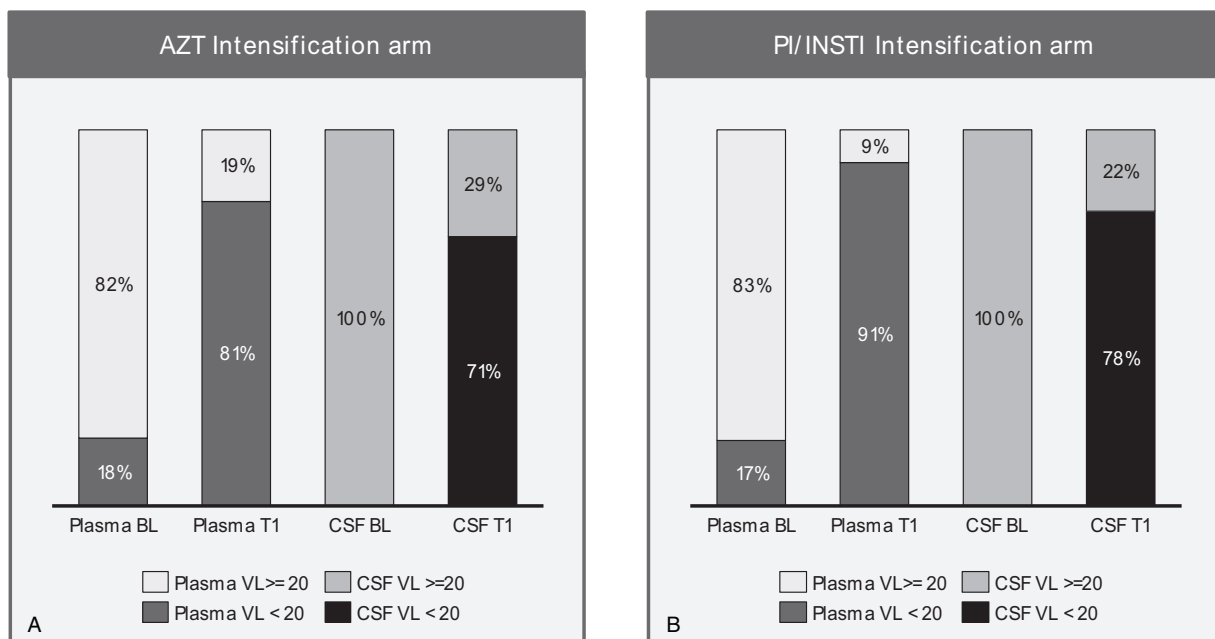 AZT Intensification arm
82%
18%
19%
81%
100%
29%
71%
Plasma BL
Plasma T1
CSF BL
CSF T1
Plasma VL>= 20
CSF VL >=20
Plasma VL < 20
CSF VL < 20
A
PI/INSTI Intensification arm
83%
17%
9%
91%
100%
22%
78%
Plasma BL
Plasma T1
CSF BL
CSF T1
Plasma VL>= 20
CSF VL >=20
Plasma VL < 20
CSF VL < 20
B